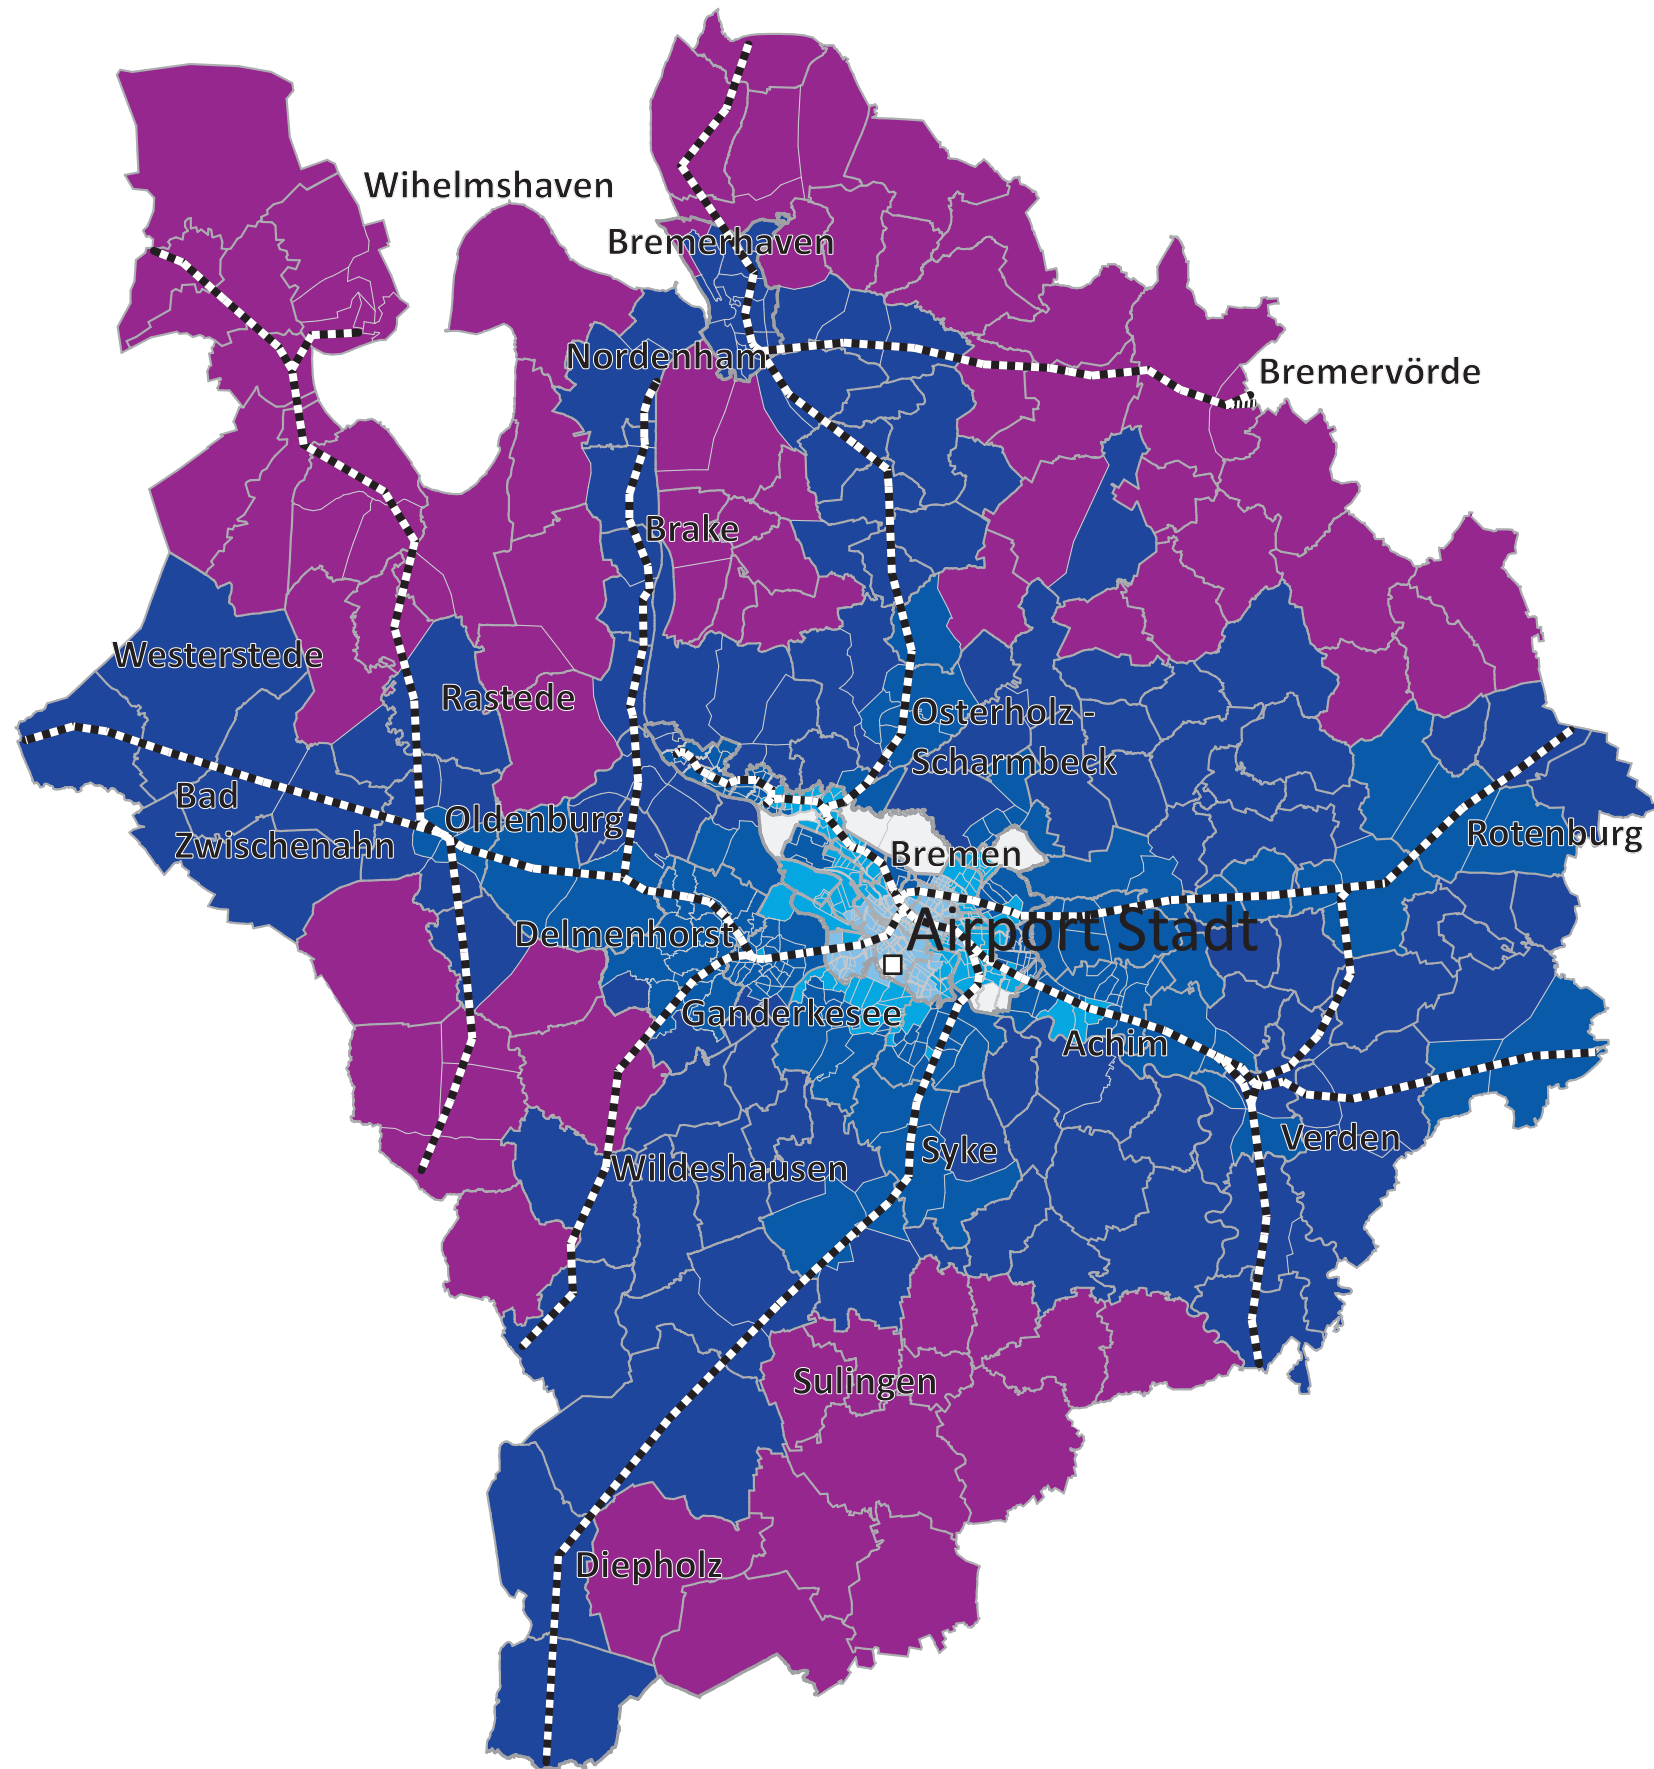 Wihelmshaven
Bremerhaven
Nordenham
Bremervörde
Brake
Westerstede
Rastede
Osterholz -
Scharmbeck
Bad
Zwischenahn
Oldenburg
Rotenburg
Bremen
Airport Stadt
Delmenhorst
Ganderkesee
Achim
Verden
Syke
Wildeshausen
Sulingen
Diepholz